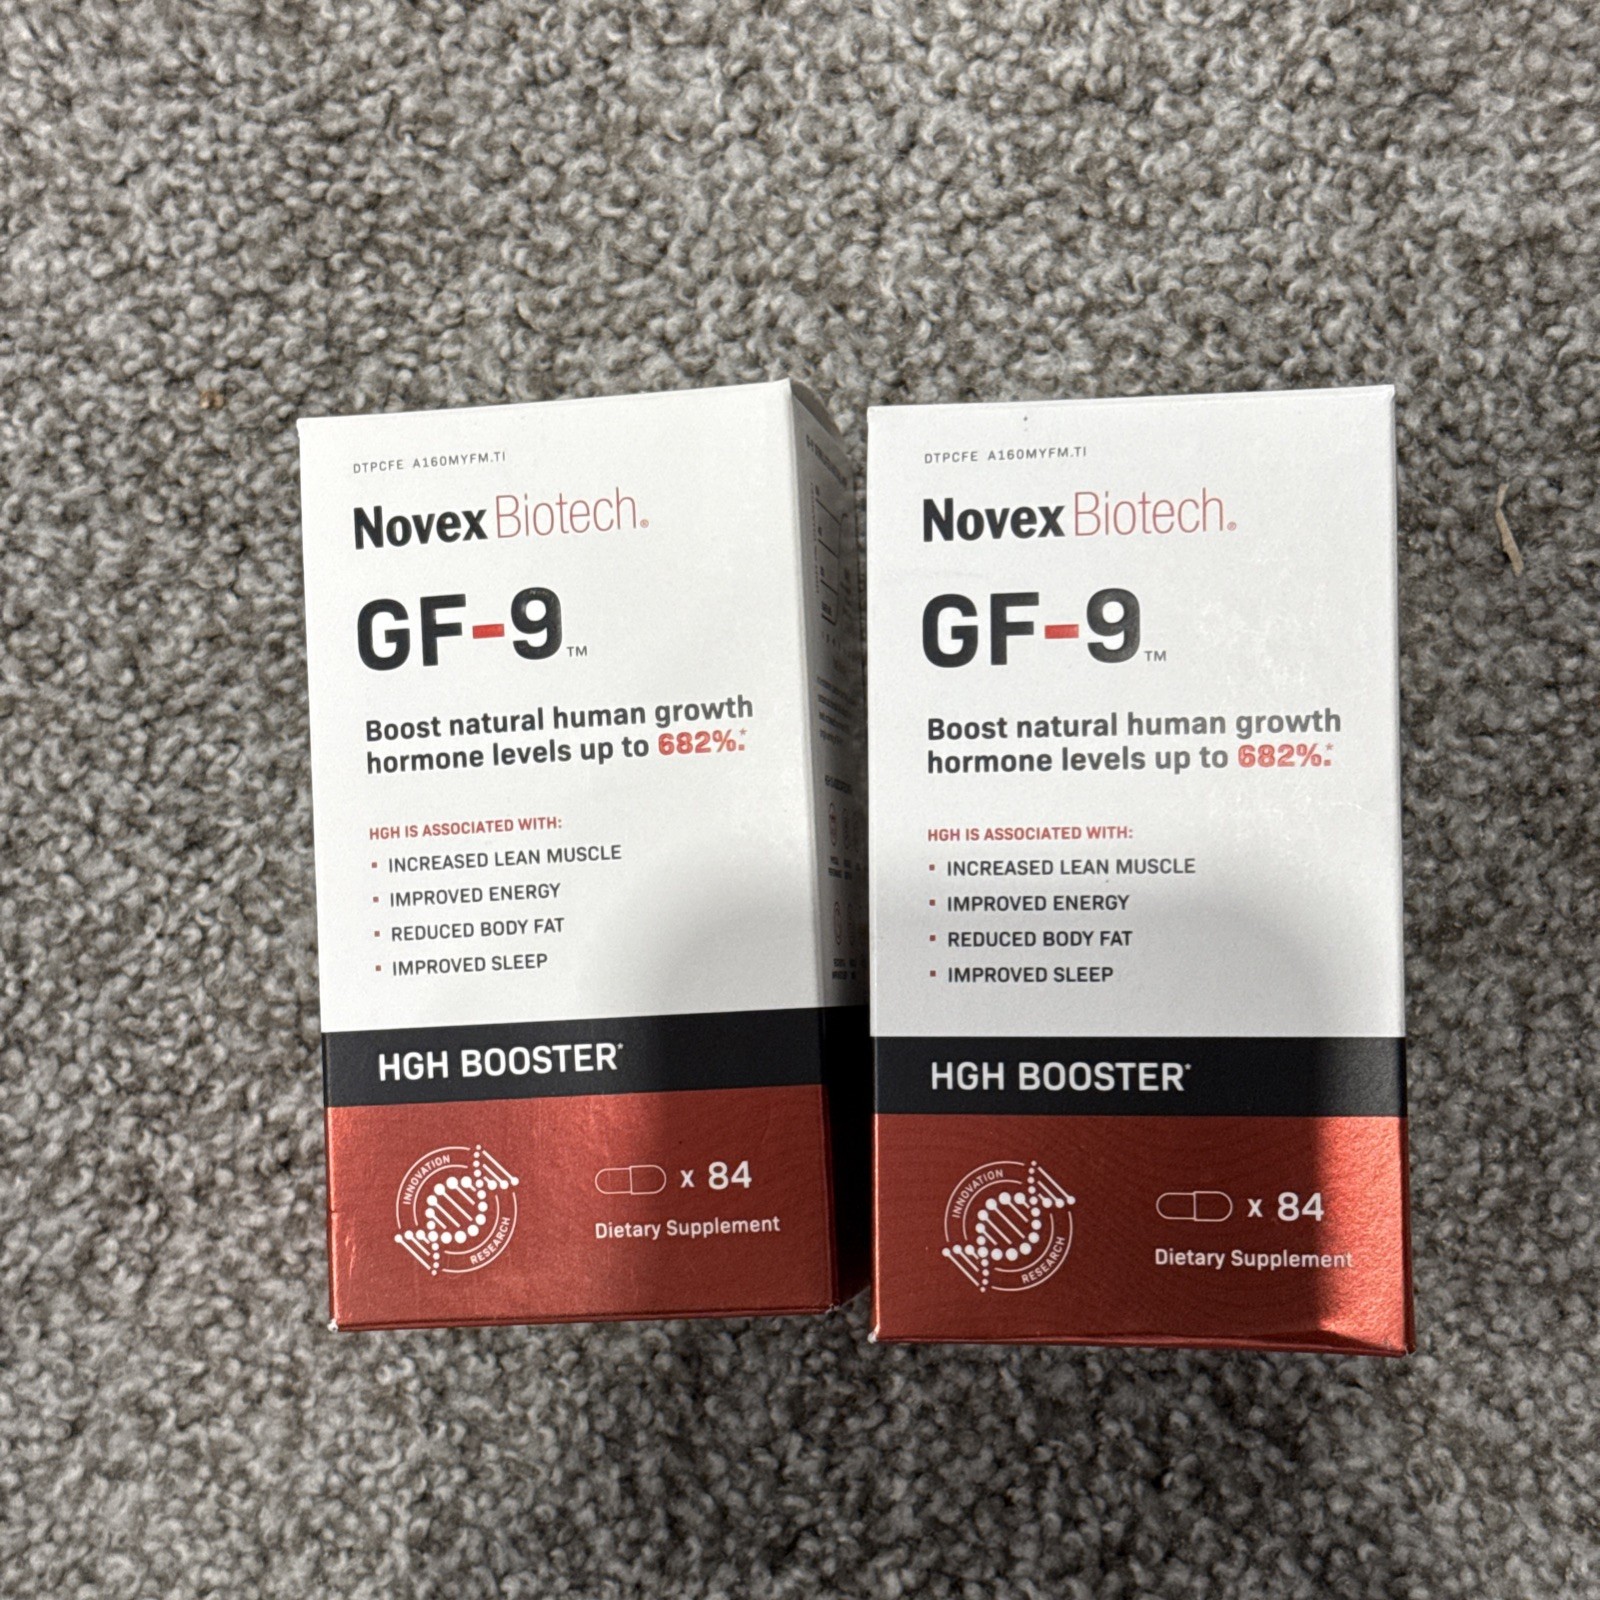 DTPCFE A160MYFM.TI
Novex Biotech®
GF-9™
Boost natural human growth
hormone levels up to 682%.*
HGH IS ASSOCIATED WITH:
▪ INCREASED LEAN MUSCLE
▪ IMPROVED ENERGY
▪ REDUCED BODY FAT
▪ IMPROVED SLEEP
HGH BOOSTER*
INNOVATION
RESEARCH
x 84
Dietary Supplement
DTPCFE A160MYFM.TI
Novex Biotech®
GF-9™
Boost natural human growth
hormone levels up to 682%.*
HGH IS ASSOCIATED WITH:
▪ INCREASED LEAN MUSCLE
▪ IMPROVED ENERGY
▪ REDUCED BODY FAT
▪ IMPROVED SLEEP
HGH BOOSTER*
INNOVATION
RESEARCH
x 84
Dietary Supplement